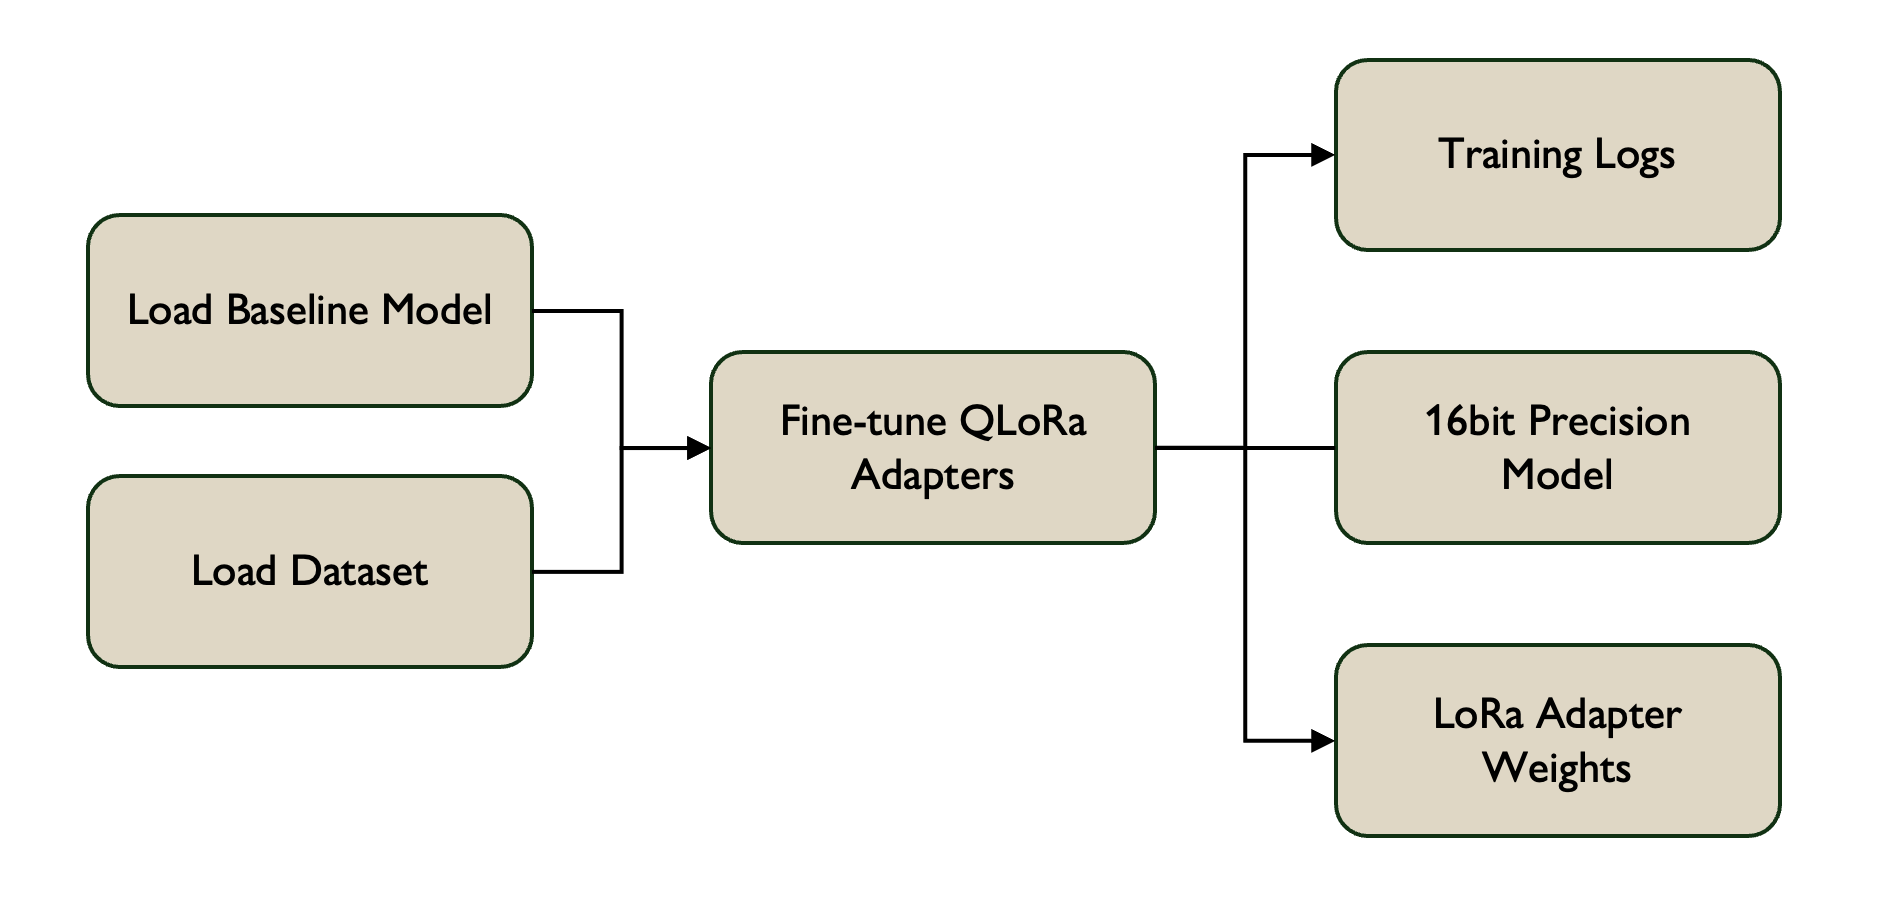 Load Baseline Model
Load Dataset
Fine-tune QLoRa
Adapters
Training Logs
16bit Precision
Model
LoRa Adapter
Weights